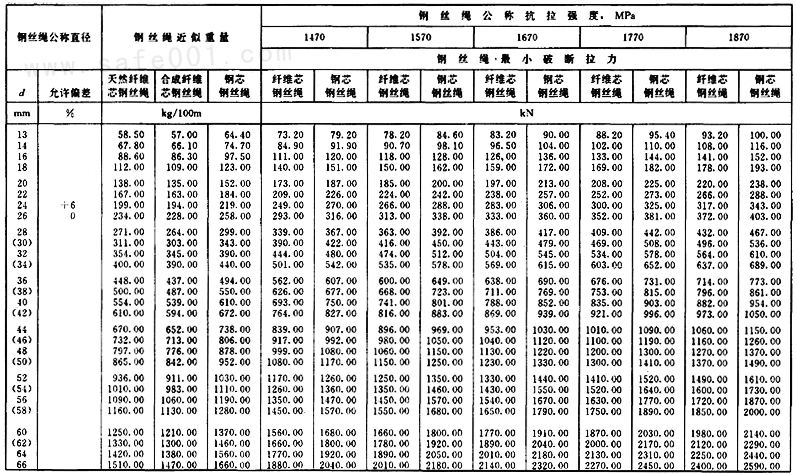 钢丝绳公称直径 钢丝绳近似重量 钢丝绳公称抗拉强度，MPa
1470 1570 1670 1770 1870
钢丝绳·最小破断拉力
d 允许偏差 天然纤维芯钢丝绳 合成纤维芯钢丝绳 钢芯钢丝绳 纤维芯钢丝绳 钢芯钢丝绳 纤维芯钢丝绳 钢芯钢丝绳 纤维芯钢丝绳 钢芯钢丝绳 纤维芯钢丝绳 钢芯钢丝绳 纤维芯钢丝绳 钢芯钢丝绳
mm % kg/100m kN
13 58.50 57.00 64.40 73.20 79.20 78.20 84.60 83.20 90.00 88.20 95.40 93.20 100.00
14 67.80 66.10 74.70 84.90 91.90 90.70 98.10 96.50 104.00 102.00 110.00 108.00 116.00
16 88.60 86.30 97.50 111.00 120.00 118.00 128.00 126.00 136.00 133.00 144.00 141.00 152.00
18 112.00 109.00 123.00 140.00 151.00 150.00 162.00 159.00 172.00 169.00 182.00 178.00 193.00
20 138.00 135.00 152.00 173.00 187.00 185.00 200.00 197.00 213.00 208.00 225.00 220.00 238.00
22 167.00 163.00 184.00 209.00 226.00 224.00 242.00 238.00 257.00 252.00 273.00 266.00 288.00
24 +6 199.00 194.00 219.00 249.00 270.00 266.00 288.00 283.00 306.00 300.00 325.00 317.00 343.00
26 0 234.00 228.00 258.00 293.00 316.00 313.00 338.00 333.00 360.00 352.00 381.00 372.00 403.00
28 271.00 264.00 299.00 339.00 367.00 363.00 392.00 386.00 417.00 409.00 442.00 432.00 467.00
(30) 311.00 303.00 343.00 390.00 422.00 416.00 450.00 443.00 479.00 469.00 508.00 496.00 536.00
32 354.00 345.00 390.00 444.00 480.00 474.00 512.00 504.00 545.00 534.00 578.00 564.00 610.00
(34) 400.00 390.00 440.00 501.00 542.00 535.00 578.00 569.00 615.00 603.00 652.00 637.00 689.00
36 448.00 437.00 494.00 562.00 607.00 600.00 649.00 638.00 690.00 676.00 731.00 714.00 773.00
(38) 500.00 487.00 550.00 626.00 677.00 668.00 723.00 711.00 769.00 753.00 815.00 796.00 861.00
40 554.00 539.00 610.00 693.00 750.00 741.00 801.00 788.00 852.00 835.00 903.00 882.00 954.00
(42) 610.00 594.00 672.00 764.00 827.00 816.00 883.00 869.00 939.00 921.00 996.00 973.00 1050.00
44 670.00 652.00 738.00 839.00 907.00 896.00 969.00 953.00 1030.00 1010.00 1090.00 1060.00 1150.00
(46) 732.00 713.00 806.00 917.00 992.00 980.00 1050.00 1040.00 1120.00 1100.00 1190.00 1160.00 1260.00
48 797.00 776.00 878.00 999.00 1080.00 1060.00 1150.00 1130.00 1220.00 1200.00 1300.00 1270.00 1370.00
(50) 865.00 842.00 952.00 1080.00 1170.00 1150.00 1250.00 1230.00 1330.00 1300.00 1410.00 1370.00 1490.00
52 936.00 911.00 1030.00 1170.00 1260.00 1250.00 1350.00 1330.00 1440.00 1410.00 1520.00 1490.00 1610.00
(54) 1010.00 983.00 1110.00 1260.00 1360.00 1350.00 1460.00 1430.00 1550.00 1520.00 1640.00 1600.00 1730.00
56 1090.00 1060.00 1190.00 1350.00 1470.00 1450.00 1570.00 1540.00 1670.00 1630.00 1770.00 1720.00 1870.00
(58) 1160.00 1130.00 1280.00 1450.00 1570.00 1550.00 1680.00 1650.00 1790.00 1750.00 1890.00 1850.00 2000.00
60 1250.00 1210.00 1370.00 1560.00 1680.00 1660.00 1800.00 1770.00 1910.00 1870.00 2030.00 1980.00 2140.00
(62) 1330.00 1300.00 1460.00 1660.00 1800.00 1780.00 1920.00 1890.00 2040.00 2000.00 2170.00 2120.00 2290.00
64 1420.00 1380.00 1560.00 1770.00 1920.00 1890.00 2050.00 2010.00 2180.00 2130.00 2310.00 2250.00 2440.00
66 1510.00 1470.00 1660.00 1880.00 2040.00 2010.00 2180.00 2140.00 2320.00 2270.00 2450.00 2400.00 2590.00
www.safe001.com